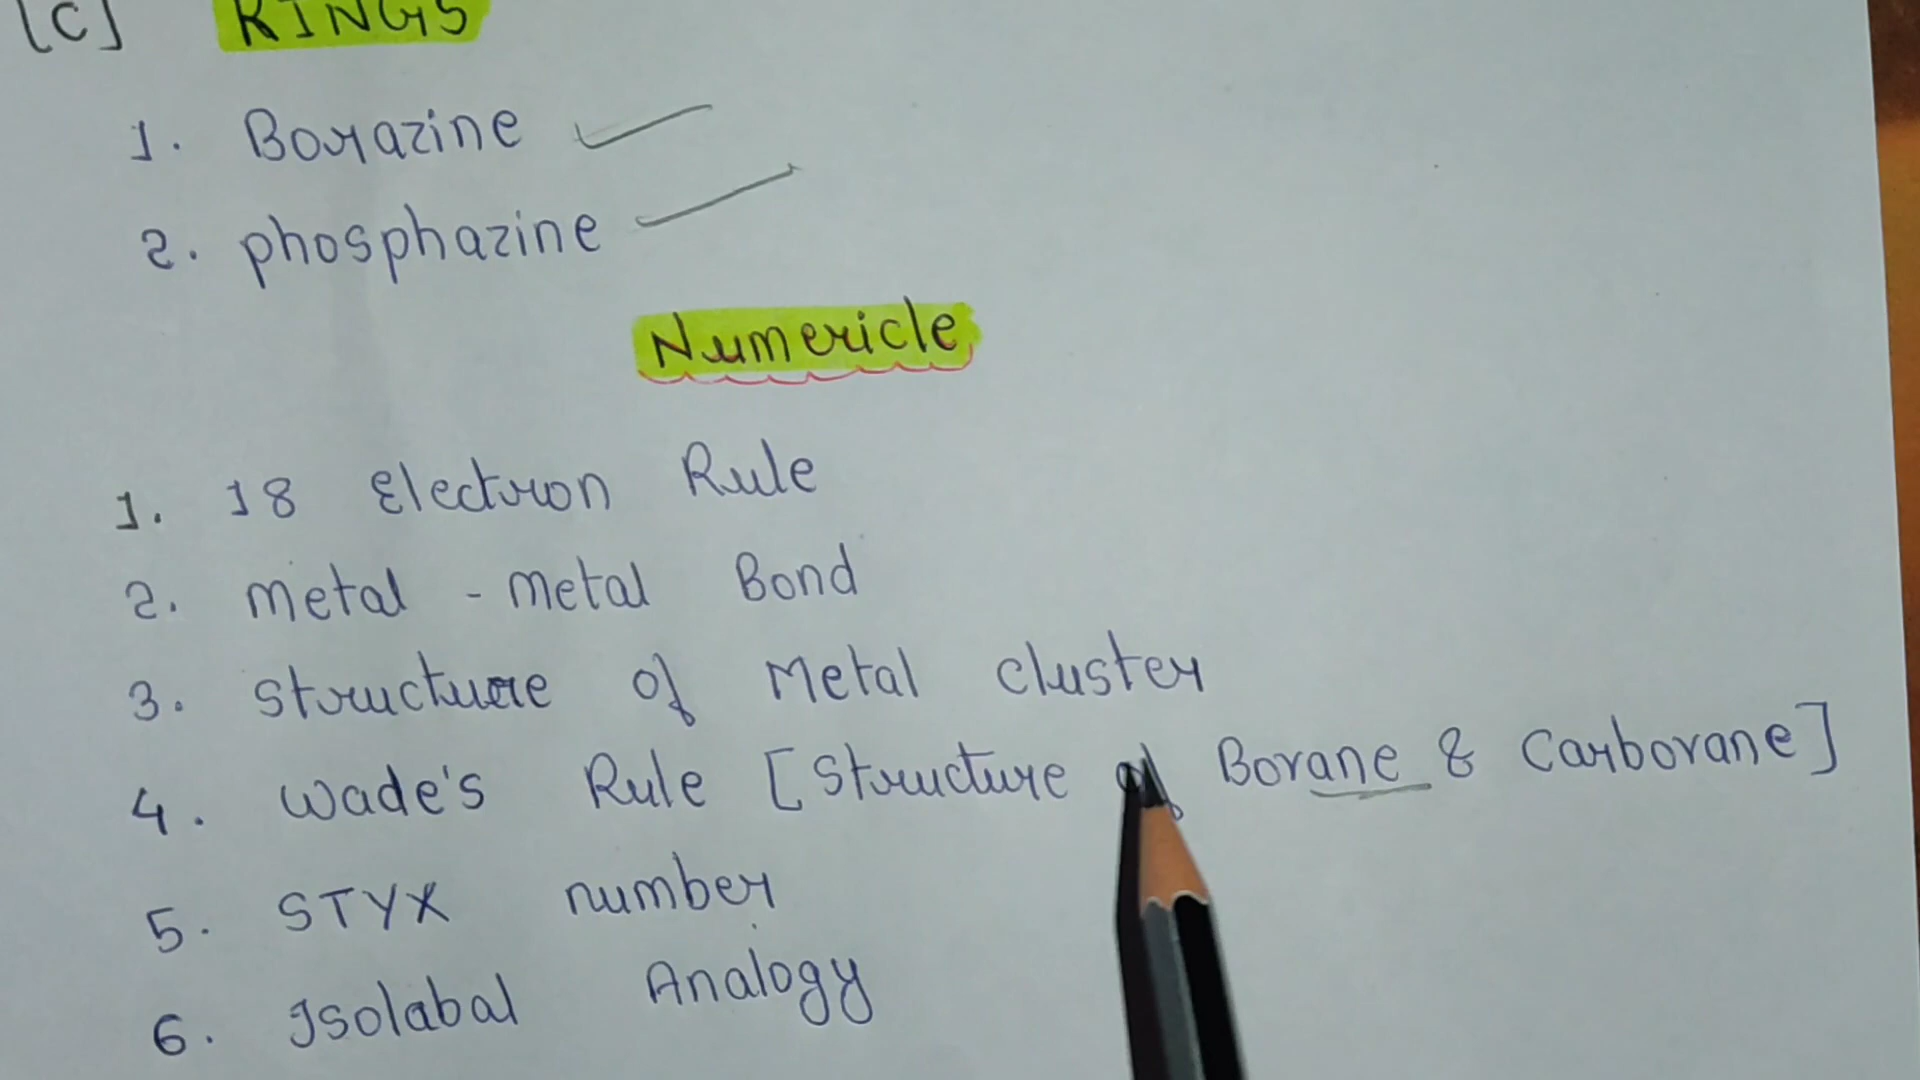 [C] RINGS
1. Borazine
2. phosphazine
Numericle
1. 18 Electron Rule
2. Metal - Metal Bond
3. Structure of Metal cluster
4. Wade's Rule [Structure of Borane & Carborane]
5. STYX number
6. Isolabal Analogy